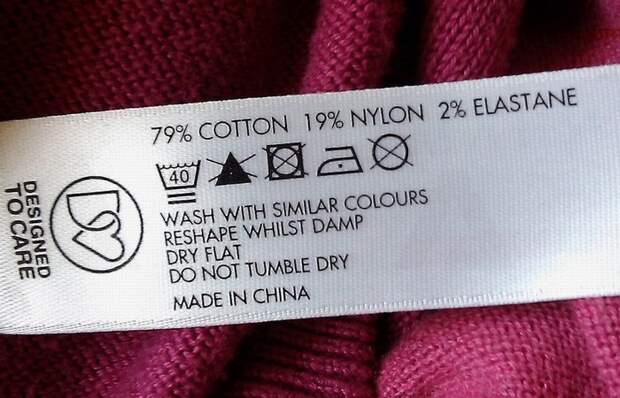 79% COTTON 19% NYLON 2% ELASTANE
40
WASH WITH SIMILAR COLOURS
RESHAPE WHILST DAMP
DRY FLAT
DO NOT TUMBLE DRY
MADE IN CHINA
DESIGNED
TO CARE